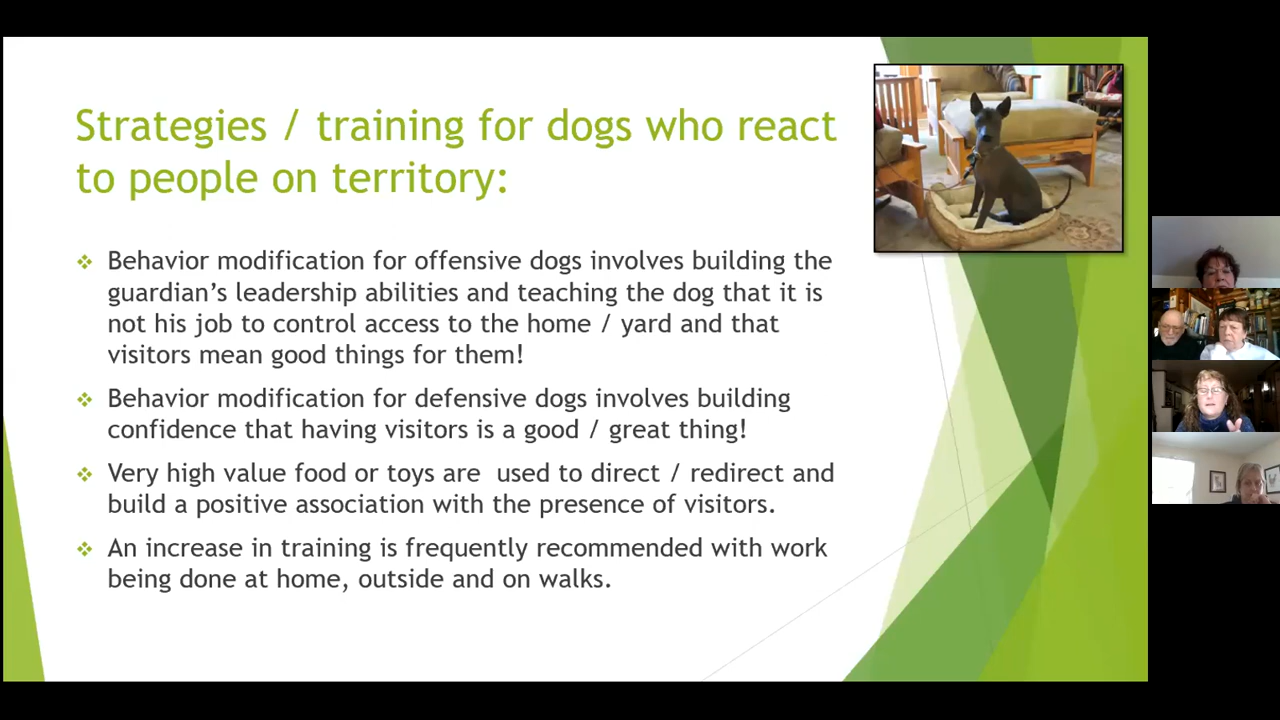 Strategies / training for dogs who react
to people on territory:
Behavior modification for offensive dogs involves building the
guardian’s leadership abilities and teaching the dog that it is
not his job to control access to the home / yard and that
visitors mean good things for them!
Behavior modification for defensive dogs involves building
confidence that having visitors is a good / great thing!
Very high value food or toys are  used to direct / redirect and
build a positive association with the presence of visitors.
An increase in training is frequently recommended with work
being done at home, outside and on walks.